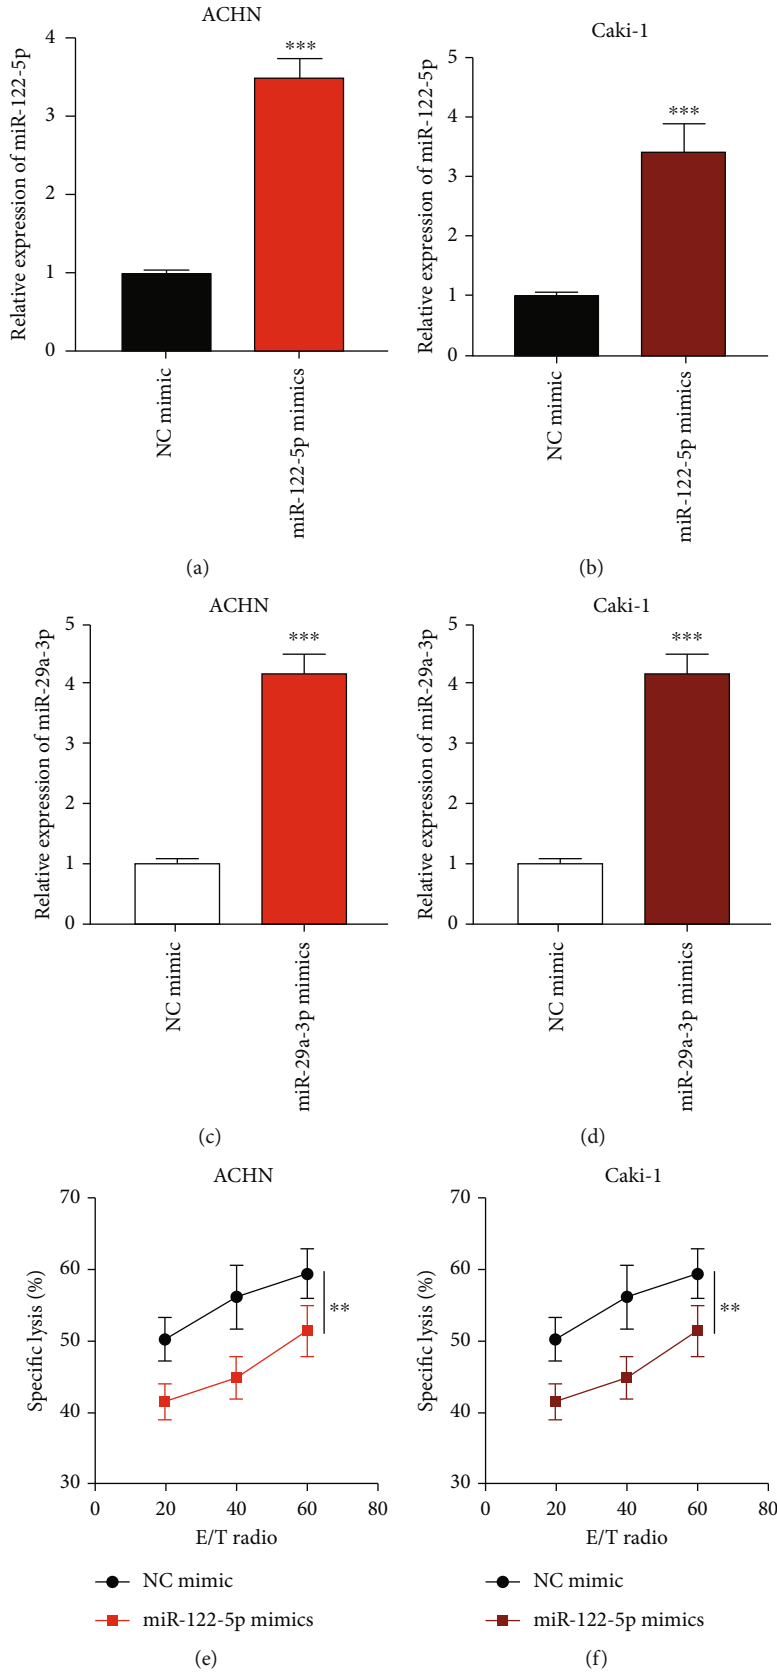 ACHN
Relative expression of miR-122-5p
4
3
2
1
0
***
NC mimic
miR-122-5p mimics
(a)
Caki-1
Relative expression of miR-122-5p
5
4
3
2
1
0
***
NC mimic
miR-122-5p mimics
(b)
ACHN
Relative expression of miR-29a-3p
5
4
3
2
1
0
***
NC mimic
miR-29a-3p mimics
(c)
Caki-1
Relative expression of miR-29a-3p
5
4
3
2
1
0
***
NC mimic
miR-29a-3p mimics
(d)
ACHN
Specific lysis (%)
70
60
50
40
30
**
0 20 40 60 80
E/T radio
NC mimic
miR-122-5p mimics
(e)
Caki-1
Specific lysis (%)
70
60
50
40
30
**
0 20 40 60 80
E/T radio
NC mimic
miR-122-5p mimics
(f)